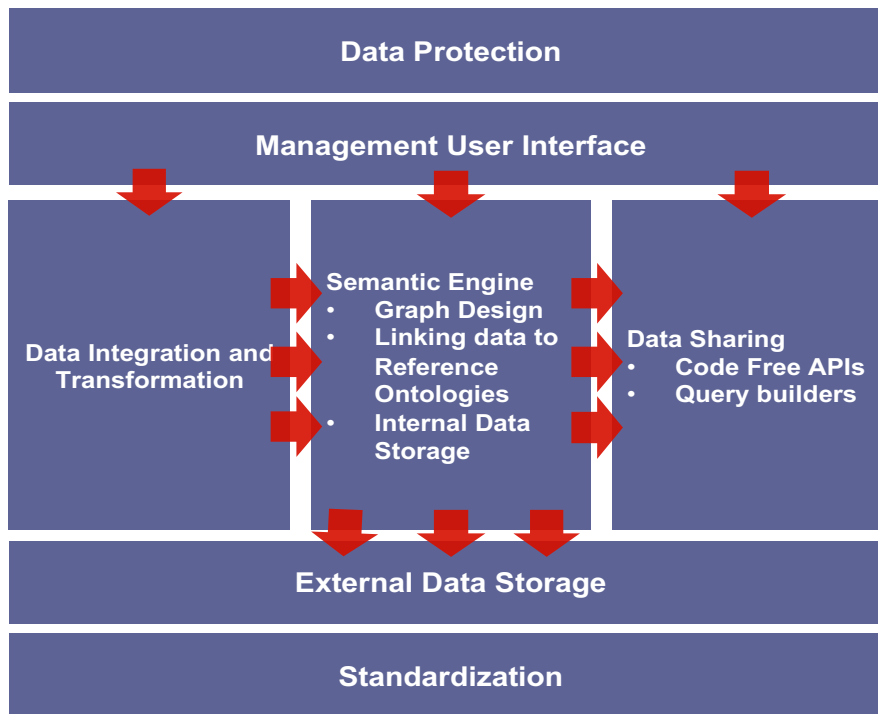 Data Protection
Management User Interface
Data Integration and
Transformation
Semantic Engine
• Graph Design
• Linking data to
Reference
Ontologies
• Internal Data
Storage
Data Sharing
• Code Free APIs
• Query builders
External Data Storage
Standardization